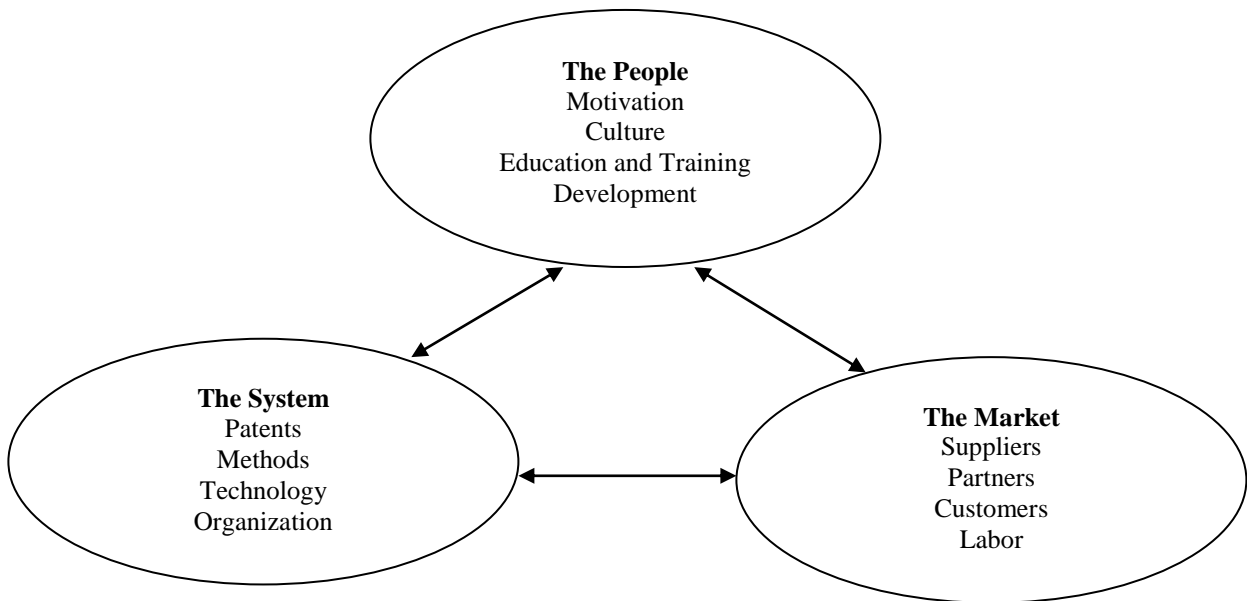 The People
Motivation
Culture
Education and Training
Development
The System
Patents
Methods
Technology
Organization
The Market
Suppliers
Partners
Customers
Labor